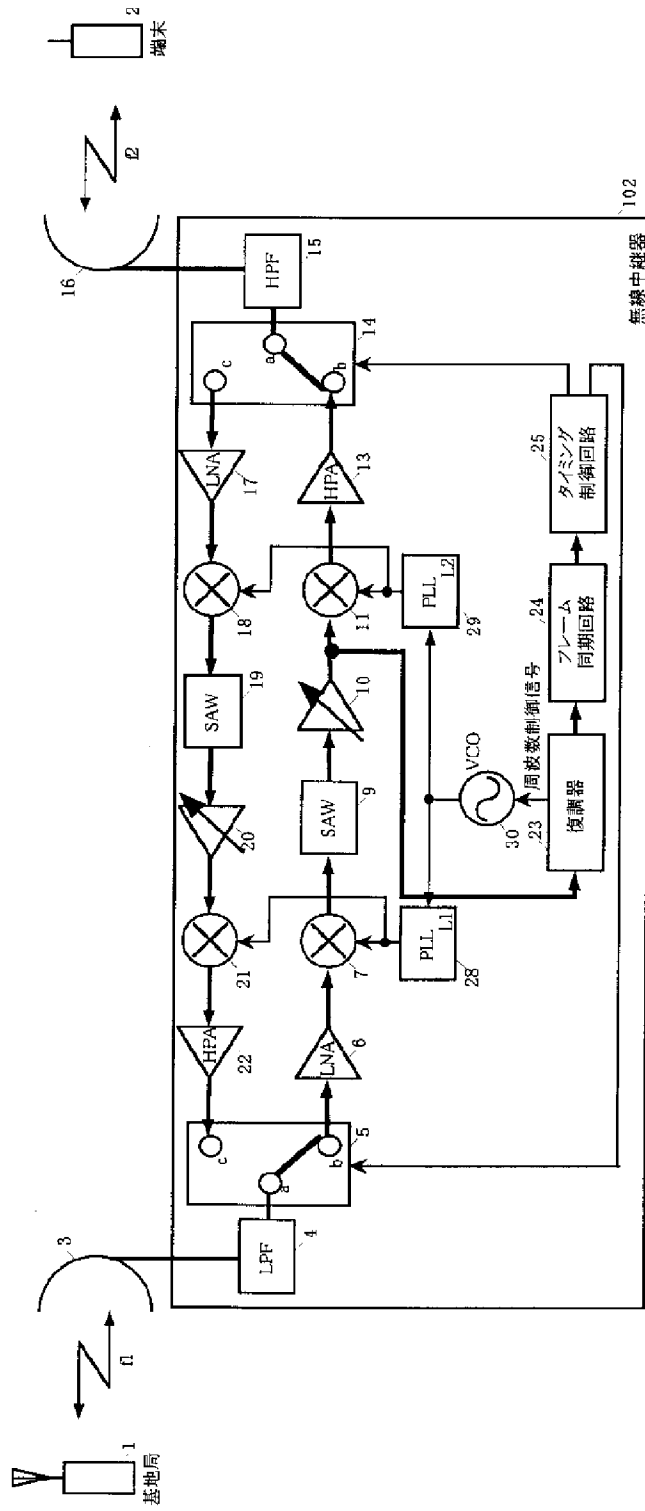 1
基地局
f1
3
LPF
4
a
b
c
5
HPA
22
LNA
6
21
7
PLL
L1
28
20
SAW
19
SAW
9
10
周波数制御信号
VCO
30
復調器
23
18
11
PLL
L2
29
フレーム
同期回路
24
LNA
17
HPA
13
タイミング
制御回路
25
c
a
b
14
HPF
15
16
f2
2
端末
無線中継器
102